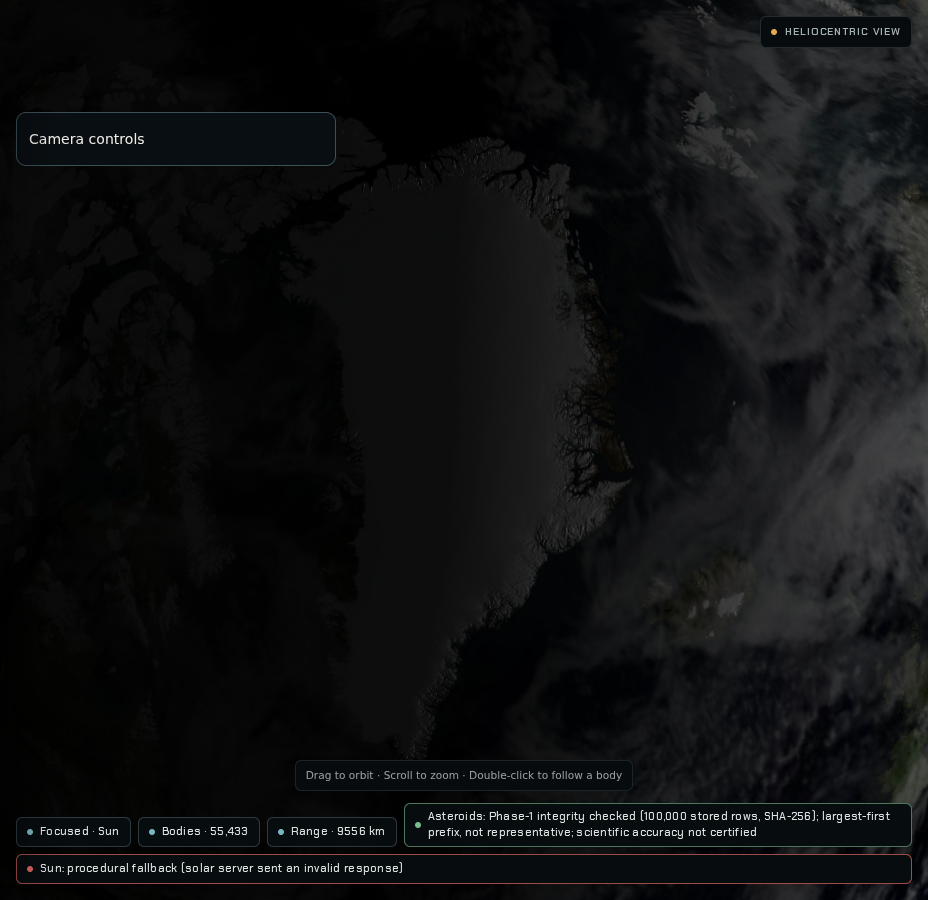 HELIOCENTRIC VIEW
Camera controls
Drag to orbit · Scroll to zoom · Double-click to follow a body
Focused · Sun
Bodies · 55,433
Range · 9556 km
Asteroids: Phase-1 integrity checked (100,000 stored rows, SHA-256); largest-first
prefix, not representative; scientific accuracy not certified
Sun: procedural fallback (solar server sent an invalid response)